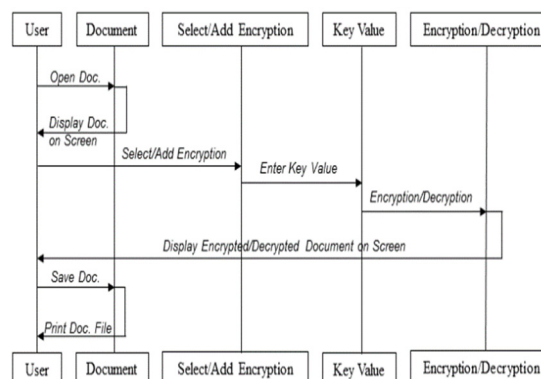 User
Document
Select/Add Encryption
Key Value
Encryption/Decryption
Open Doc.
Display Doc.
on Screen
Select/Add Encryption
Enter Key Value
Encryption/Decryption
Display Encrypted/Decrypted Document on Screen
Save Doc.
Print Doc. File
User
Document
Select/Add Encryption
Key Value
Encryption/Decryption